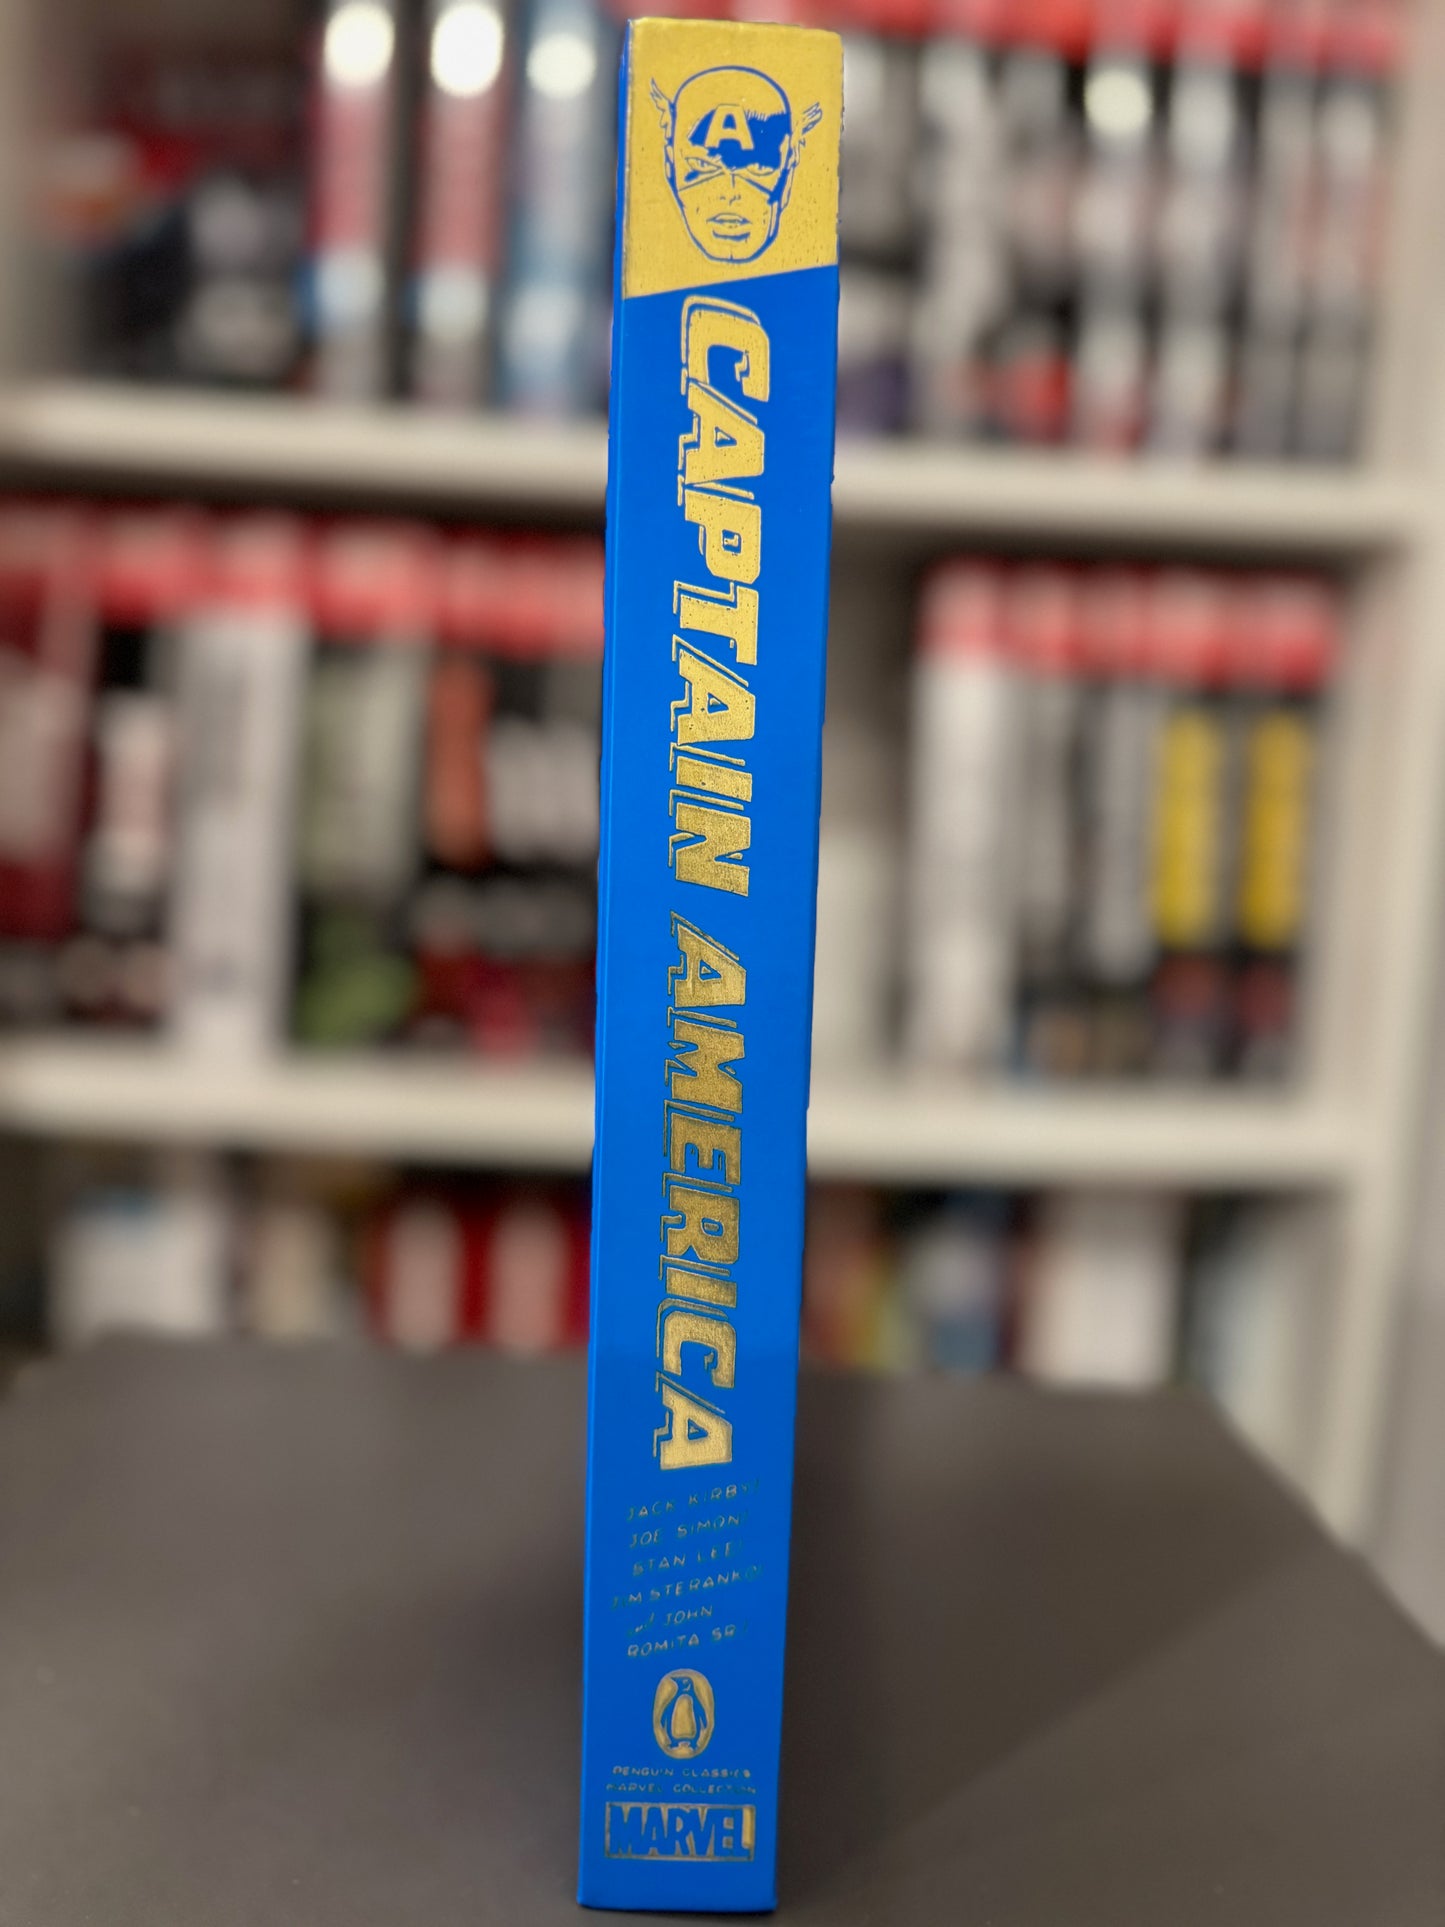 A
CAPTAIN AMERICA
JACK KIRBY/
JOE SIMON/
STAN LEE/
JIM STERANKO/
and JOHN
ROMITA SR./
PENGUIN CLASSICS
MARVEL COLLECTION
MARVEL